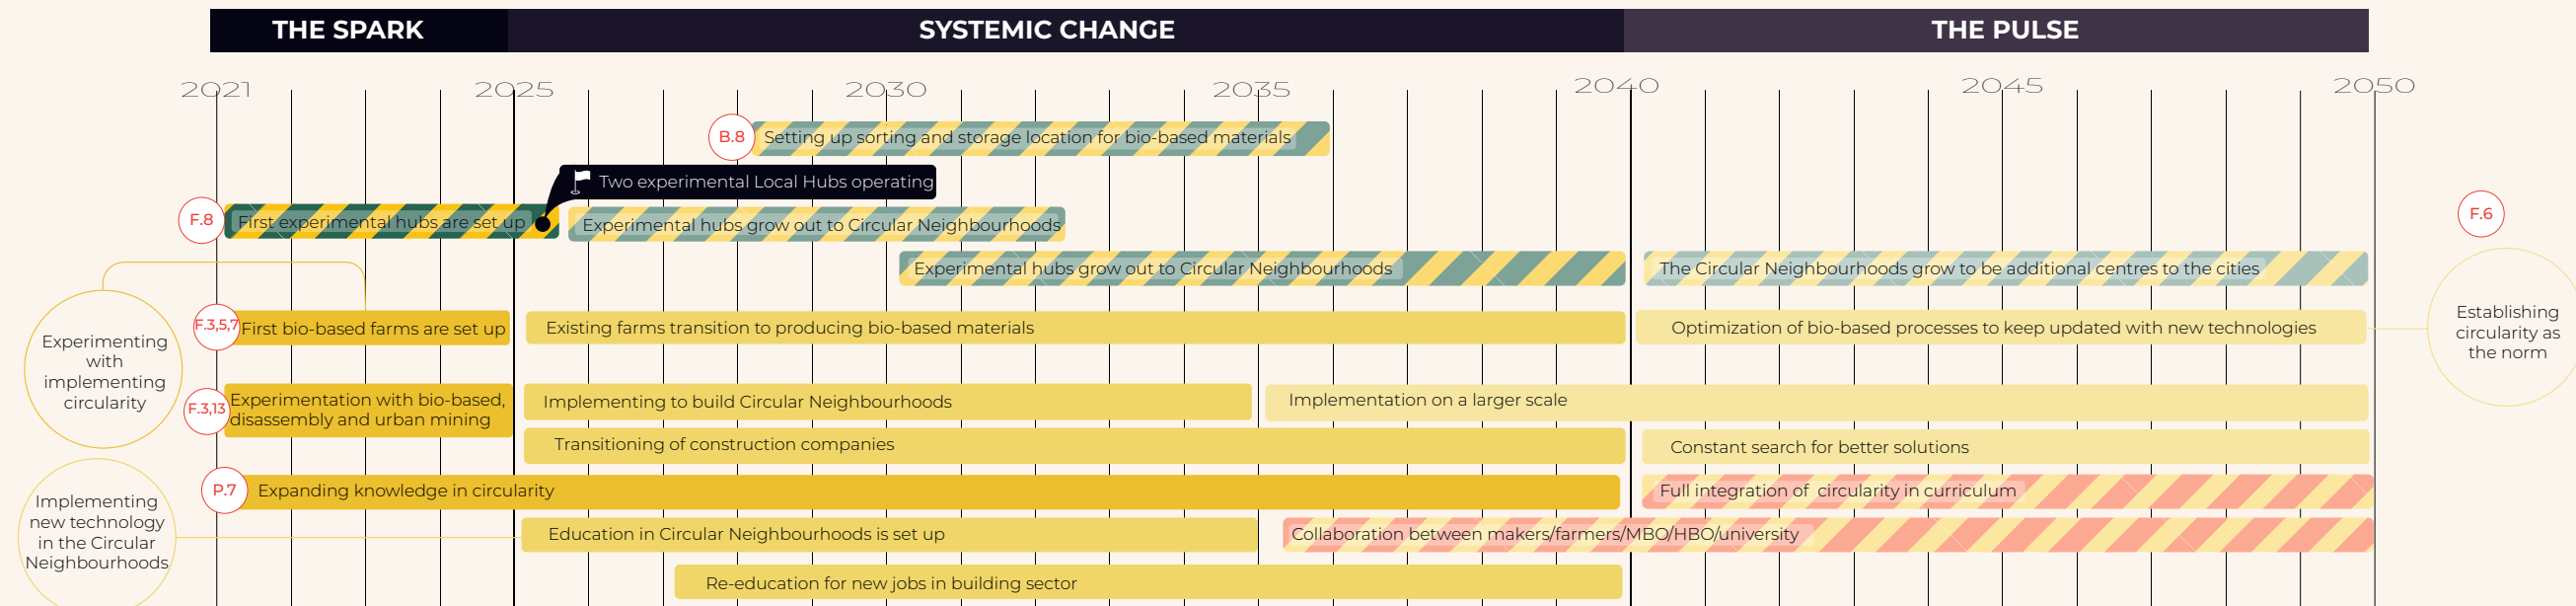 THE SPARK
SYSTEMIC CHANGE
THE PULSE
2021
2025
2030
2035
2040
2045
2050
B.8
Setting up sorting and storage location for bio-based materials
Two experimental Local Hubs operating
F.8
First experimental hubs are set up
Experimental hubs grow out to Circular Neighbourhoods
F.6
Experimental hubs grow out to Circular Neighbourhoods
The Circular Neighbourhoods grow to be additional centres to the cities
F.3,5,7
First bio-based farms are set up
Existing farms transition to producing bio-based materials
Optimization of bio-based processes to keep updated with new technologies
Establishing
circularity as
the norm
Experimenting
with
implementing
circularity
F.3,13
Experimentation with bio-based,
disassembly and urban mining
Implementing to build Circular Neighbourhoods
Implementation on a larger scale
Transitioning of construction companies
Constant search for better solutions
P.7
Expanding knowledge in circularity
Full integration of  circularity in curriculum
Implementing
new technology
in the Circular
Neighbourhoods
Education in Circular Neighbourhoods is set up
Collaboration between makers/farmers/MBO/HBO/university
Re-education for new jobs in building sector